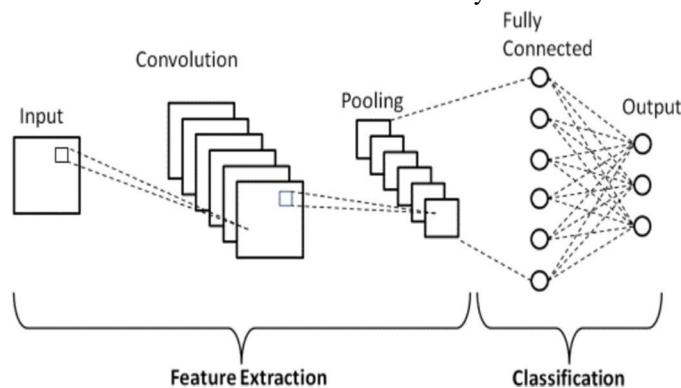 Fully
Connected
Convolution
Pooling
Output
Input
Feature Extraction
Classification